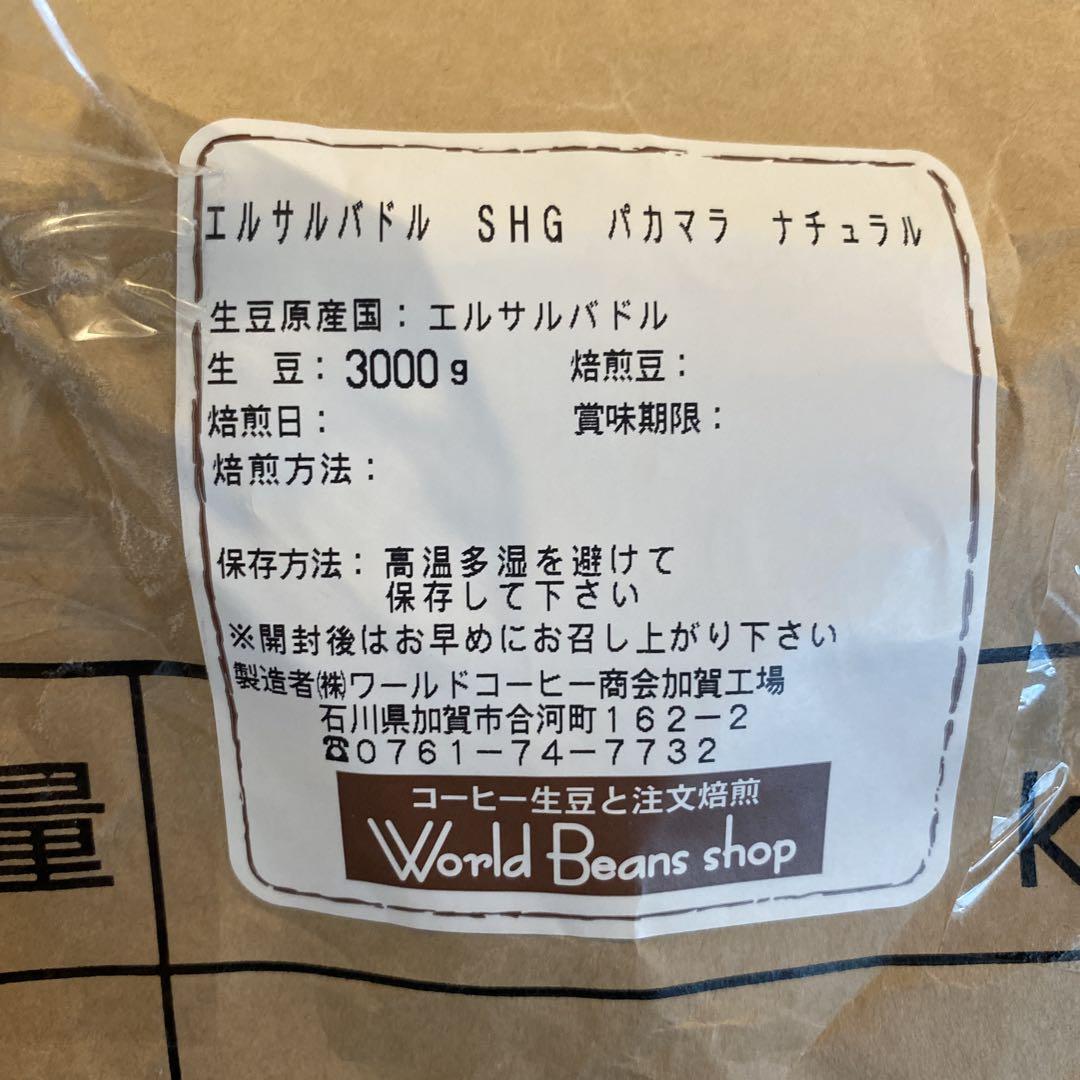 エルサルバドル　SHG　パカマラ　ナチュラル
生豆原産国：エルサルバドル
生　豆：3000g　焙煎豆：
焙煎日：　賞味期限：
焙煎方法：
保存方法：高温多湿を避けて
保存して下さい
※開封後はお早めにお召し上がり下さい
製造者㈱ワールドコーヒー商会加賀工場
石川県加賀市合河町１６２－２
☎０７６１－７４－７７３２
コーヒー生豆と注文焙煎
World Beans shop
量
k